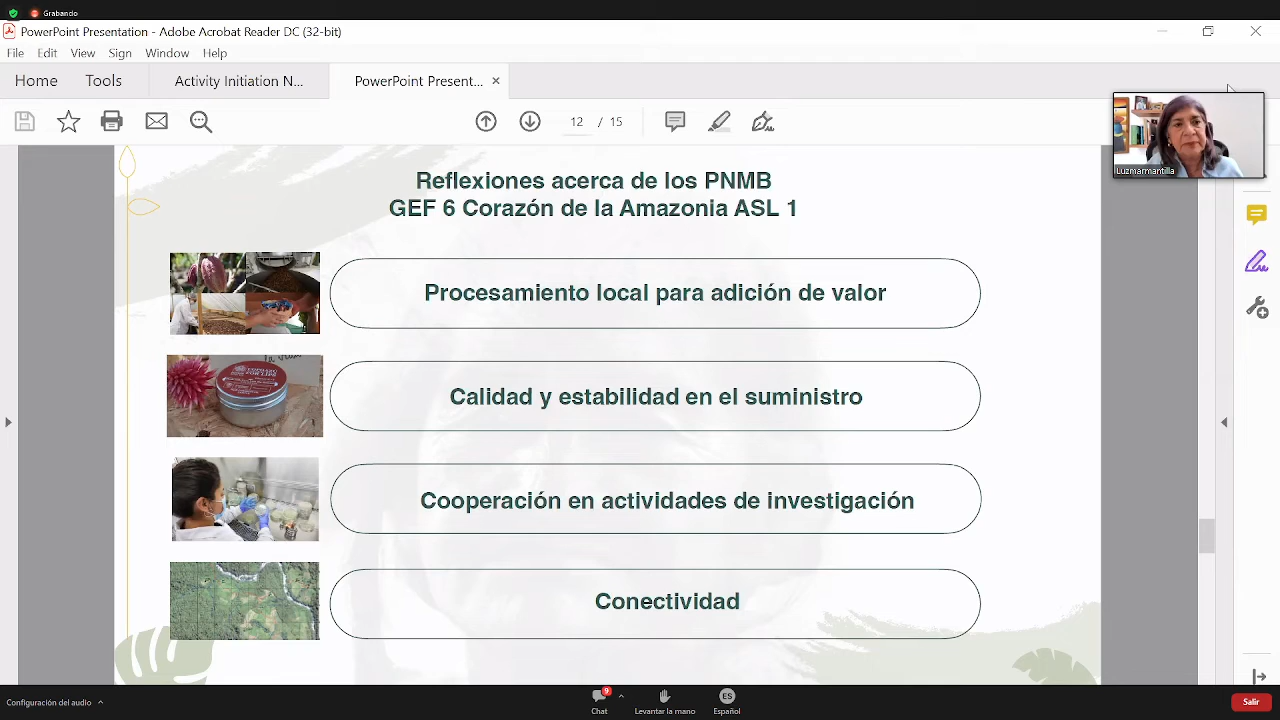 Grabando
PowerPoint Presentation - Adobe Acrobat Reader DC (32-bit)
File Edit View Sign Window Help
Home Tools Activity Initiation N... PowerPoint Present... ×
12 / 15
Luzmarmantilla
Reflexiones acerca de los PNMB
GEF 6 Corazón de la Amazonia ASL 1
Procesamiento local para adición de valor
Calidad y estabilidad en el suministro
Cooperación en actividades de investigación
Conectividad
Configuración del audio
9
Chat
Levantar la mano
ES
Español
Salir